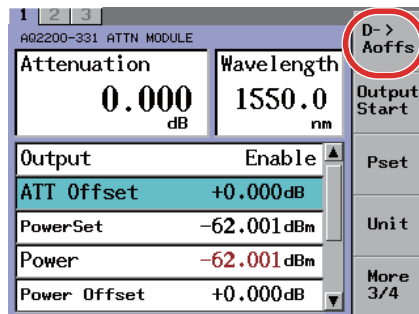 1 2 3
AQ2200-331 ATTN MODULE
Attenuation
0.000
dB
Wavelength
1550.0
nm
Output Enable
ATT Offset +0.000dB
PowerSet -62.001dBm
Power -62.001dBm
Power Offset +0.000dB
D->
Aoffs
Output
Start
Pset
Unit
More
3/4